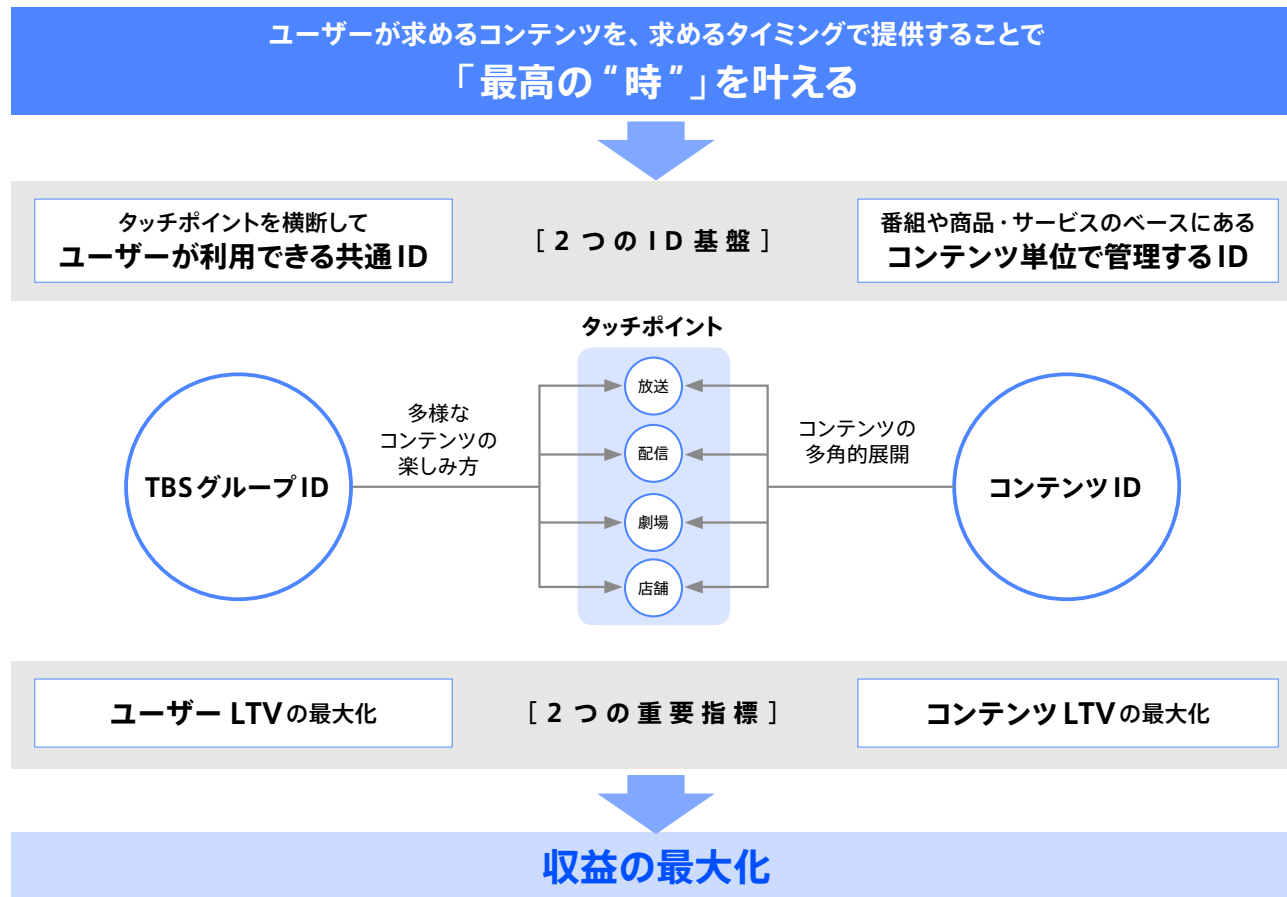 ユーザーが求めるコンテンツを、求めるタイミングで提供することで
「最高の“時”」を叶える
タッチポイントを横断して
ユーザーが利用できる共通ID
[2つのID基盤]
番組や商品・サービスのベースにある
コンテンツ単位で管理するID
タッチポイント
放送
配信
劇場
店舗
TBSグループID
多様な
コンテンツの
楽しみ方
コンテンツの
多角的展開
コンテンツID
ユーザーLTVの最大化
[2つの重要指標]
コンテンツLTVの最大化
収益の最大化